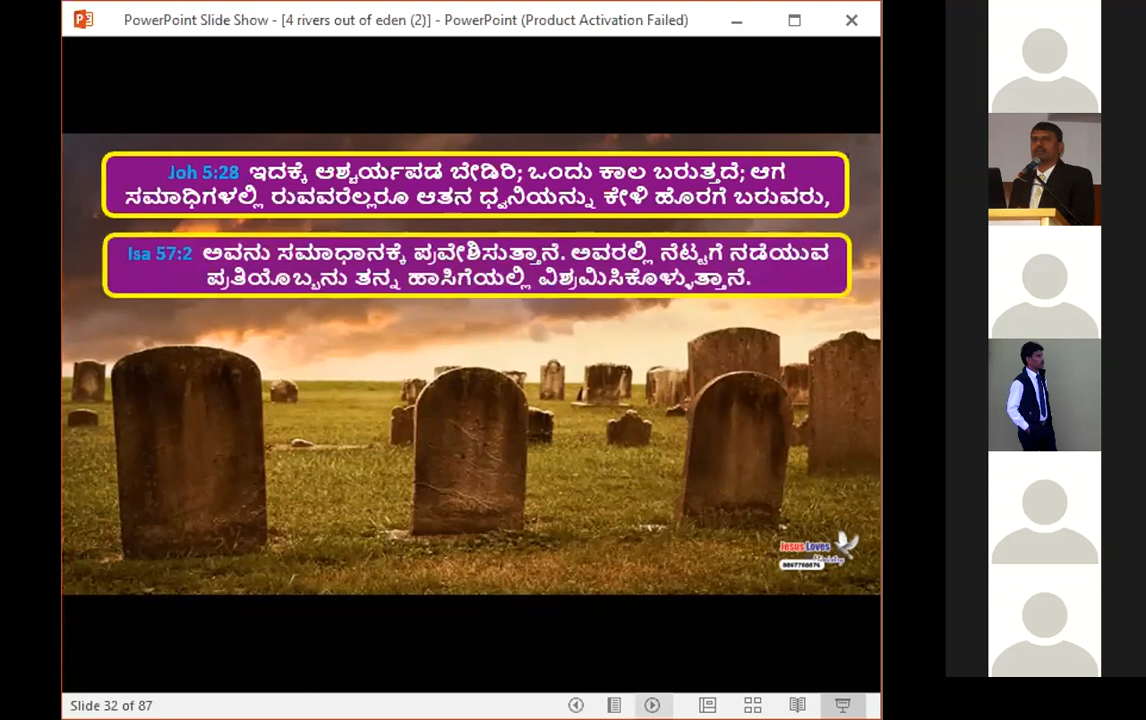 PowerPoint Slide Show - [4 rivers out of eden (2)] - PowerPoint (Product Activation Failed)
Joh 5:28 ಇದಕ್ಕೆ ಆಶ್ಚರ್ಯಪಡ ಬೇಡಿರಿ; ಒಂದು ಕಾಲ ಬರುತ್ತದೆ; ಆಗ
ಸಮಾಧಿಗಳಲ್ಲಿ ರುವವರೆಲ್ಲರೂ ಆತನ ಧ್ವನಿಯನ್ನು ಕೇಳಿ ಹೊರಗೆ ಬರುವರು,
Isa 57:2 ಅವನು ಸಮಾಧಾನಕ್ಕೆ ಪ್ರವೇಶಿಸುತ್ತಾನೆ. ಅವರಲ್ಲಿ ನೆಟ್ಟಗೆ ನಡೆಯುವ
ಪ್ರತಿಯೊಬ್ಬನು ತನ್ನ ಹಾಸಿಗೆಯಲ್ಲಿ ವಿಶ್ರಮಿಸಿಕೊಳ್ಳುತ್ತಾನೆ.
Jesus Loves
Ministry
Slide 32 of 87